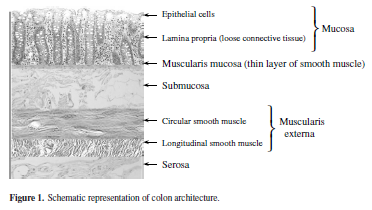 Epithelial cells
Mucosa
Lamina propria (loose connective tissue)
Muscularis mucosa (thin layer of smooth muscle)
Submucosa
Circular smooth muscle
Muscularis
externa
Longitudinal smooth muscle
Serosa
Figure 1. Schematic representation of colon architecture.